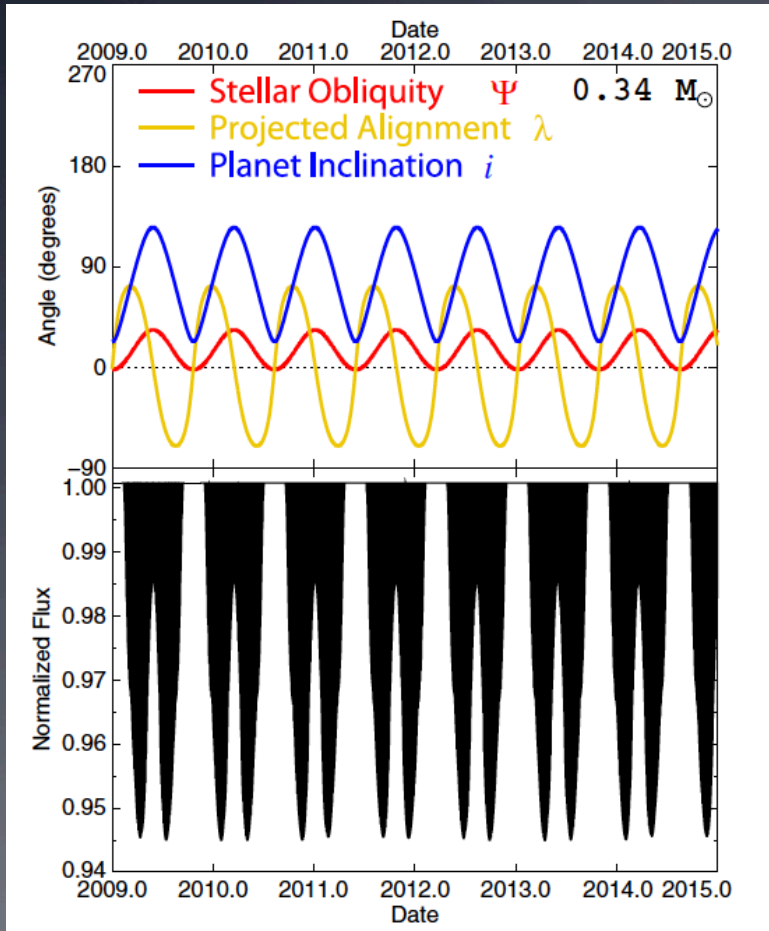 Date
2009.0 2010.0 2011.0 2012.0 2013.0 2014.0 2015.0
270
Stellar Obliquity Ψ 0.34 M⊙
Projected Alignment λ
180
Planet Inclination i
90
0
−90
Angle (degrees)
1.00
0.99
0.98
0.97
0.96
0.95
0.94
Normalized Flux
2009.0 2010.0 2011.0 2012.0 2013.0 2014.0 2015.0
Date